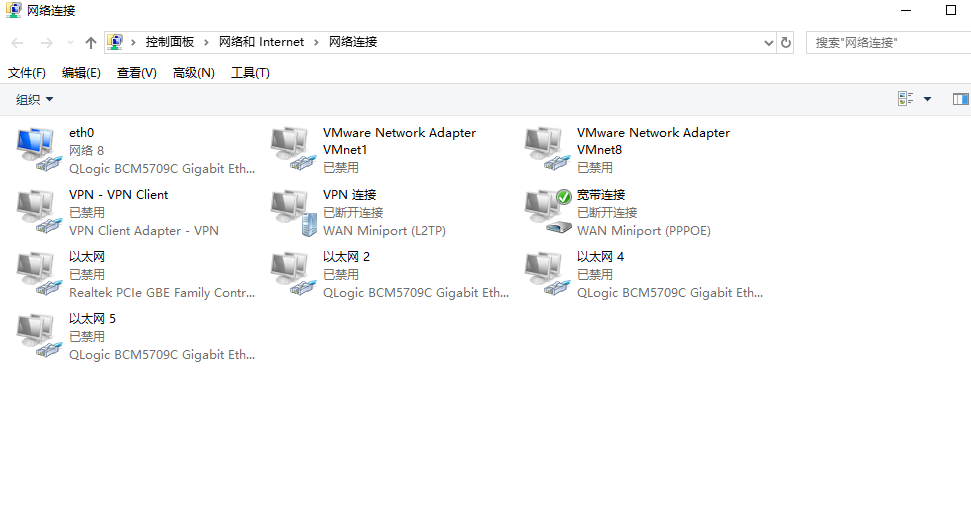 网络连接
控制面板 › 网络和 Internet › 网络连接
搜索"网络连接"
文件(F) 编辑(E) 查看(V) 高级(N) 工具(T)
组织
eth0
网络 8
QLogic BCM5709C Gigabit Eth...
VMware Network Adapter
VMnet1
已禁用
VMware Network Adapter
VMnet8
已禁用
VPN - VPN Client
已禁用
VPN Client Adapter - VPN
VPN 连接
已断开连接
WAN Miniport (L2TP)
宽带连接
已断开连接
WAN Miniport (PPPOE)
以太网
已禁用
Realtek PCIe GBE Family Contr...
以太网 2
已禁用
QLogic BCM5709C Gigabit Eth...
以太网 4
已禁用
QLogic BCM5709C Gigabit Eth...
以太网 5
已禁用
QLogic BCM5709C Gigabit Eth...